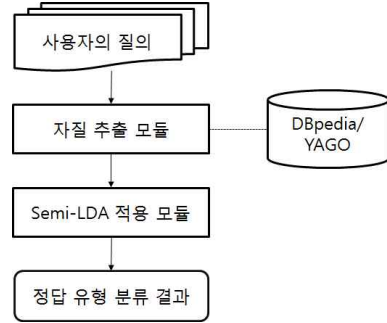 사용자의 질의
자질 추출 모듈
DBpedia/
YAGO
Semi-LDA 적용 모듈
정답 유형 분류 결과